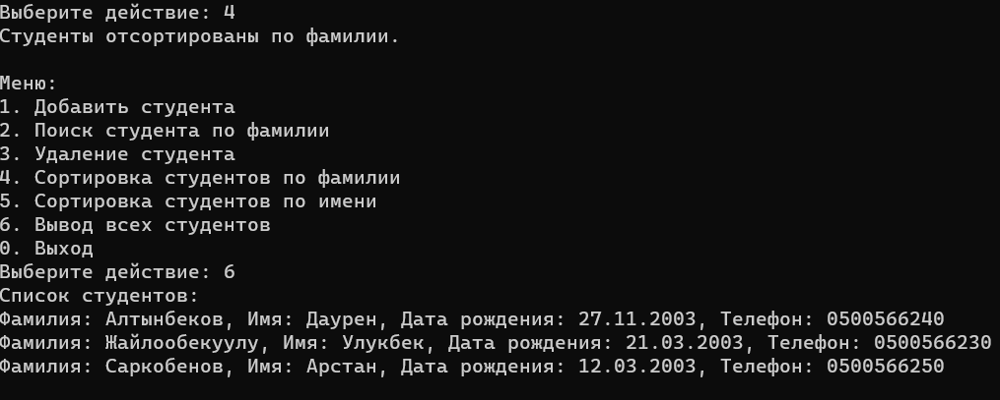 Выберите действие: 4
Студенты отсортированы по фамилии.
Меню:
1. Добавить студента
2. Поиск студента по фамилии
3. Удаление студента
4. Сортировка студентов по фамилии
5. Сортировка студентов по имени
6. Вывод всех студентов
0. Выход
Выберите действие: 6
Список студентов:
Фамилия: Алтынбеков, Имя: Даурен, Дата рождения: 27.11.2003, Телефон: 0500566240
Фамилия: Жайлообекуулу, Имя: Улукбек, Дата рождения: 21.03.2003, Телефон: 0500566230
Фамилия: Саркобенов, Имя: Арстан, Дата рождения: 12.03.2003, Телефон: 0500566250